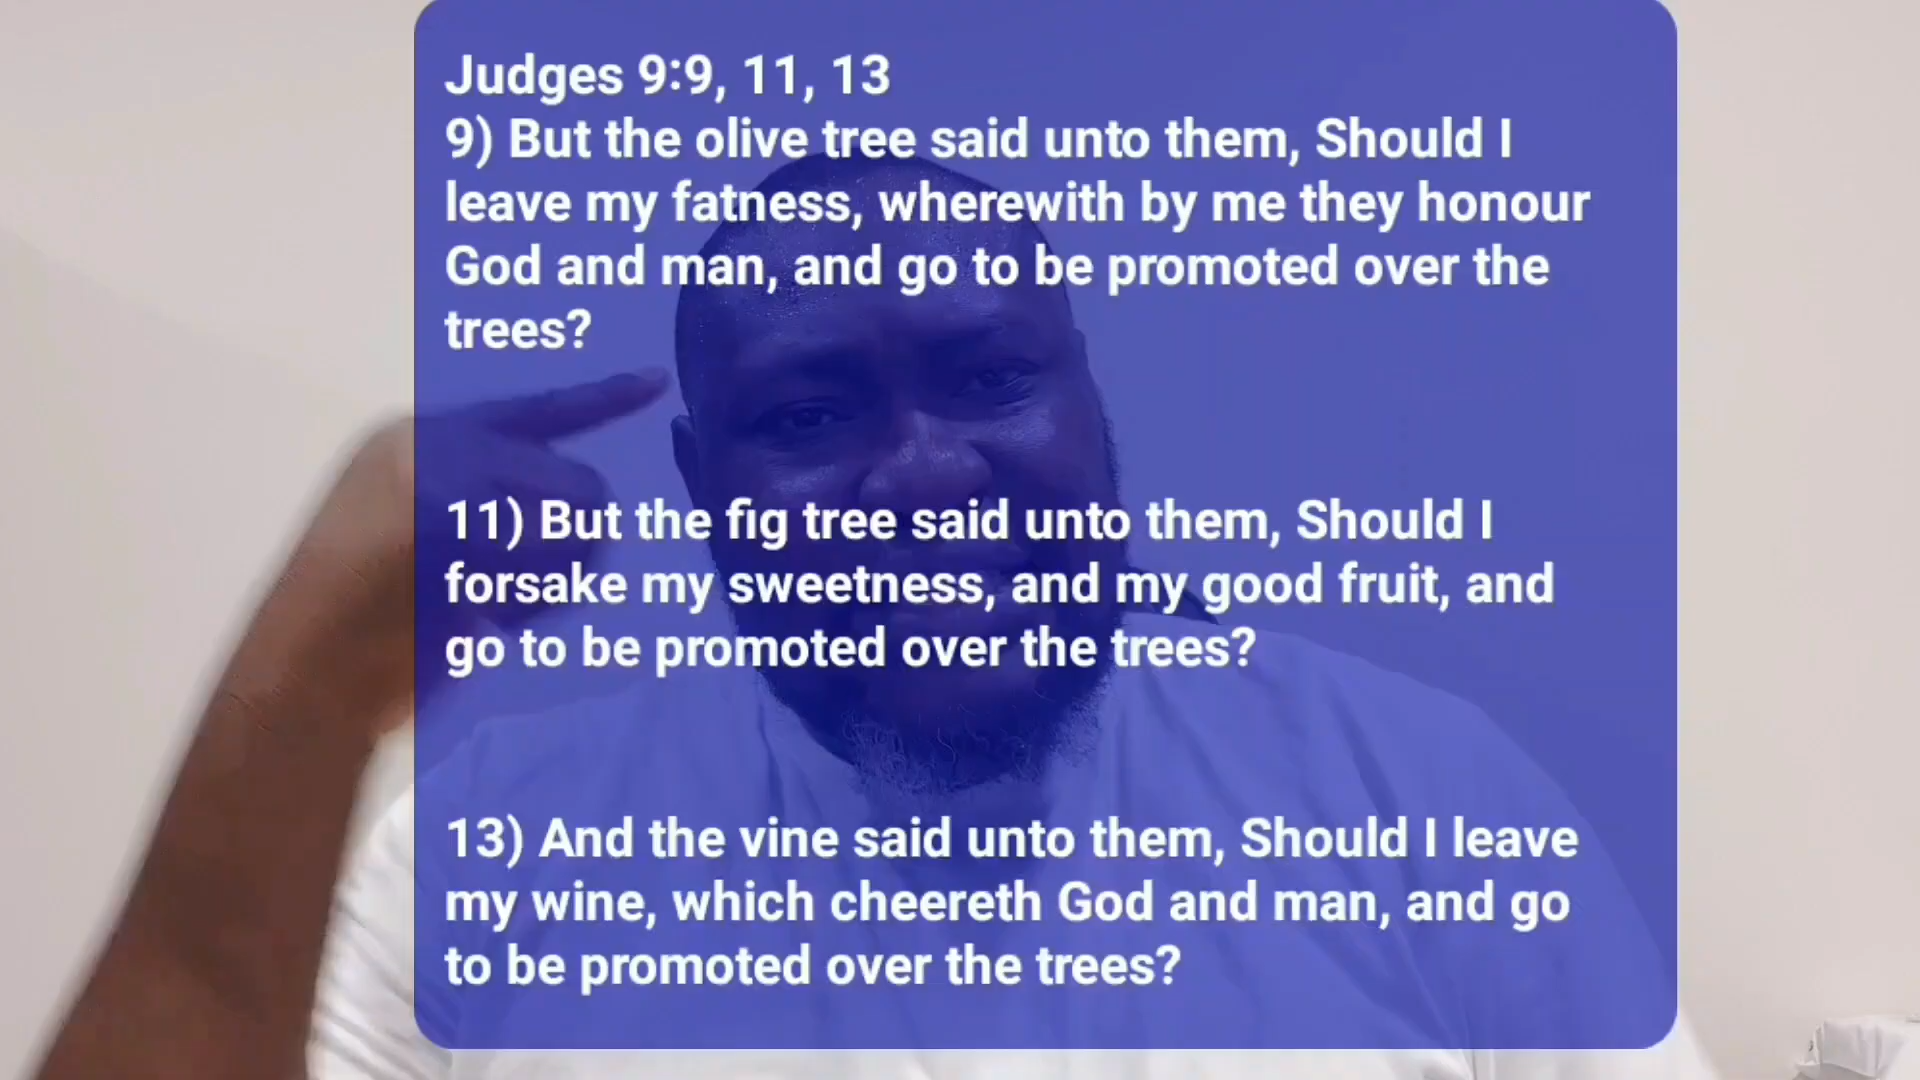 Judges 9:9, 11, 13
9) But the olive tree said unto them, Should I
leave my fatness, wherewith by me they honour
God and man, and go to be promoted over the
trees?
11) But the fig tree said unto them, Should I
forsake my sweetness, and my good fruit, and
go to be promoted over the trees?
13) And the vine said unto them, Should I leave
my wine, which cheereth God and man, and go
to be promoted over the trees?